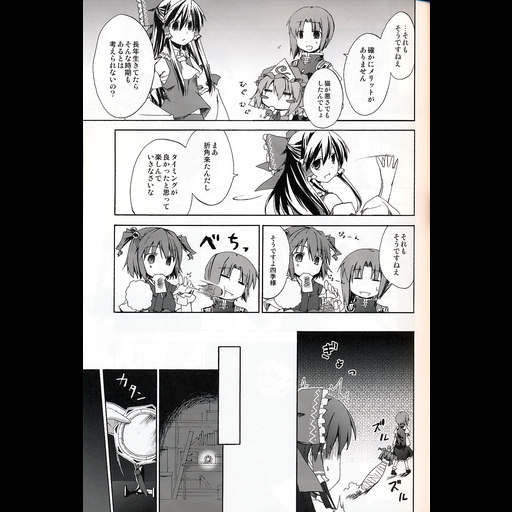 …それも
そうですねえ
確かにメリットが
ありません
猫が悪さでも
したんでしょ
むぐ
むぐ
長年生きてたら
そんな時期も
あるとは
考えられないの?
まあ
折角来たんだし
タイミングが
良かったと思って
楽しんで
いきなさいな
それも
そうですねえ
そうですよ四季様
べちっ
ぎょっ
ズル
ズル
カタン